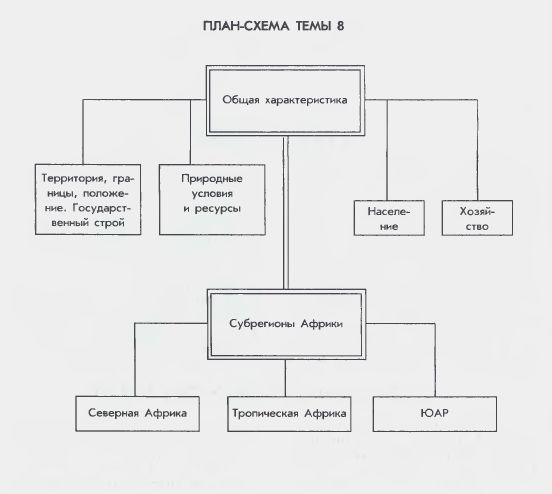 ПЛАН-СХЕМА ТЕМЫ 8
Общая характеристика
Территория, гра-
ницы, положе-
ние. Государст-
венный строй
Природные
условия
и ресурсы
Населе-
ние
Хозяй-
ство
Субрегионы Африки
Северная Африка
Тропическая Африка
ЮАР